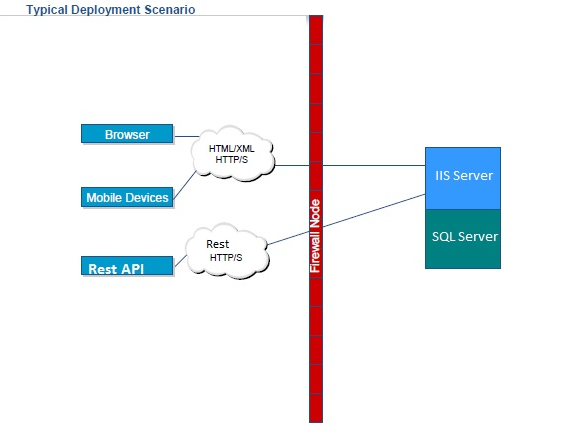 Typical Deployment Scenario
Browser
HTML/XML
HTTP/S
Mobile Devices
IIS Server
Firewall Node
Rest
HTTP/S
SQL Server
Rest API